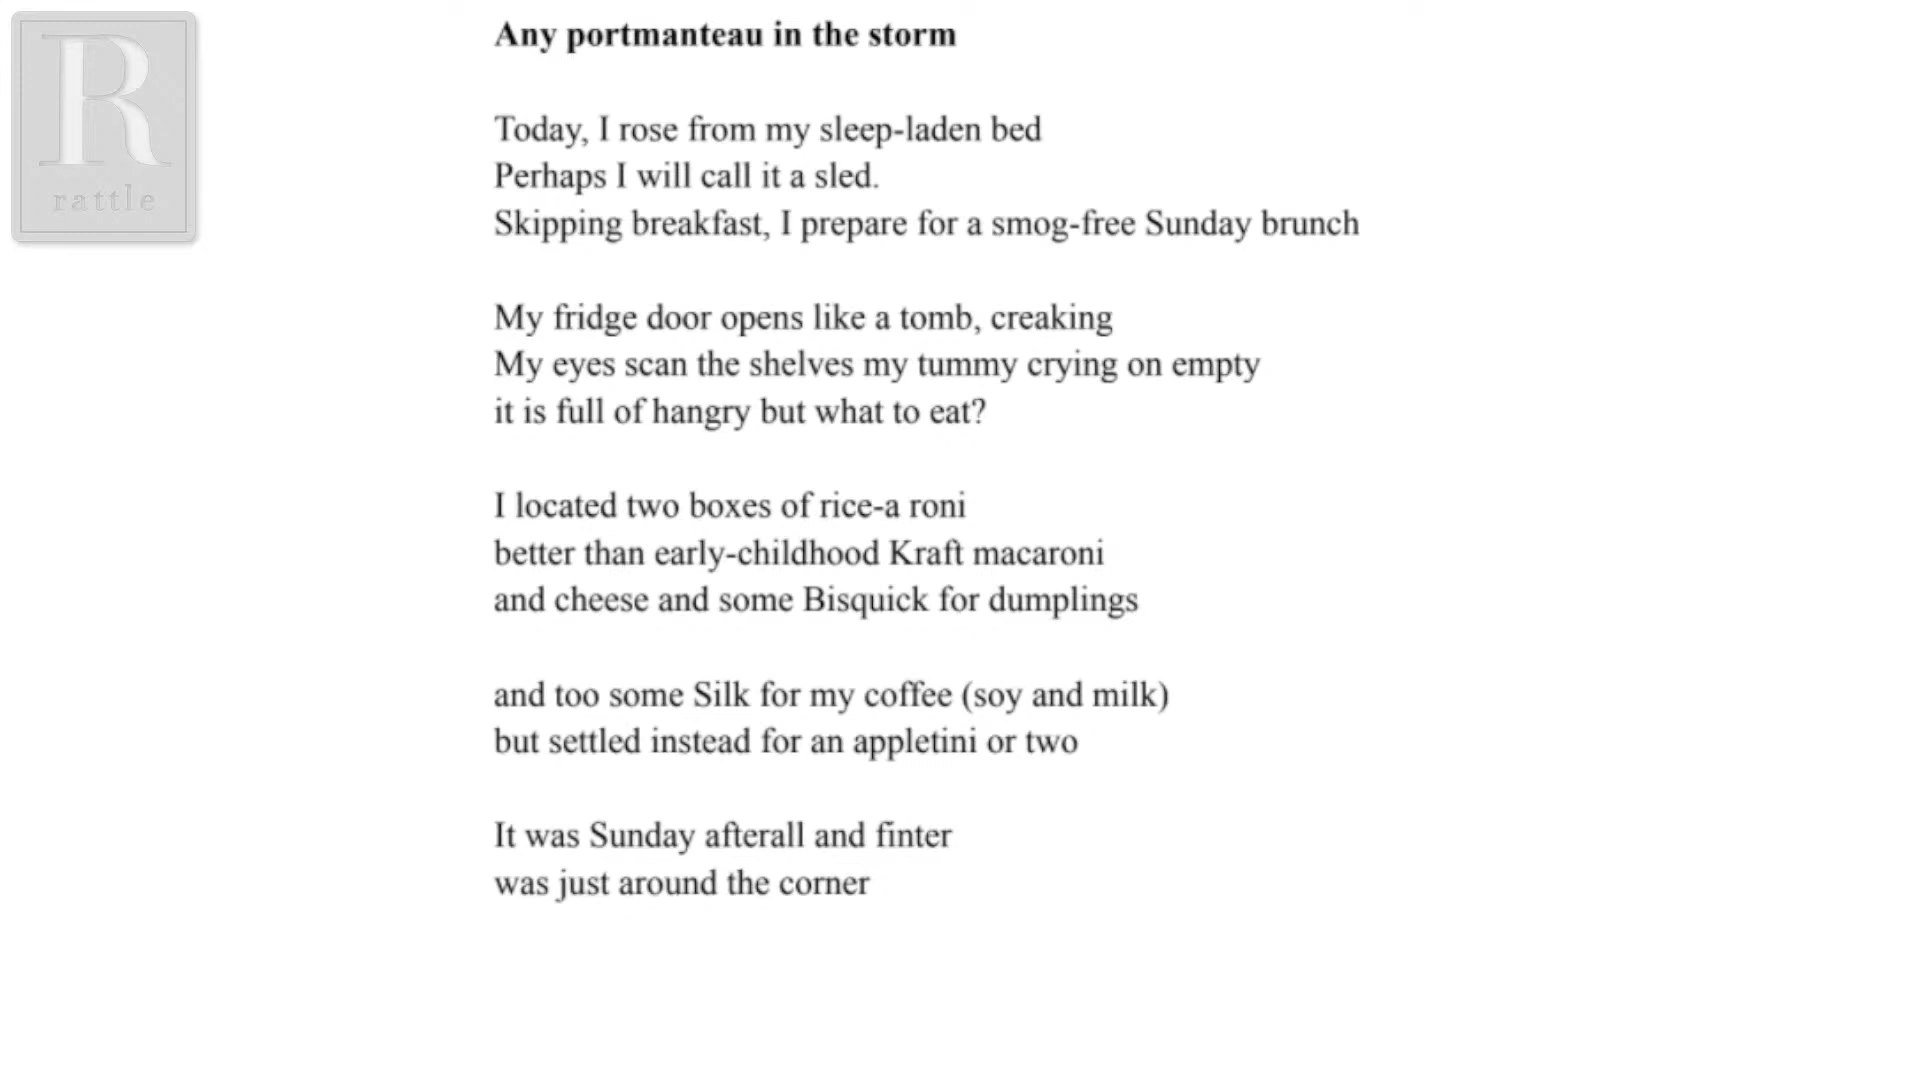 R
rattle
Any portmanteau in the storm
Today, I rose from my sleep-laden bed
Perhaps I will call it a sled.
Skipping breakfast, I prepare for a smog-free Sunday brunch
My fridge door opens like a tomb, creaking
My eyes scan the shelves my tummy crying on empty
it is full of hangry but what to eat?
I located two boxes of rice-a roni
better than early-childhood Kraft macaroni
and cheese and some Bisquick for dumplings
and too some Silk for my coffee (soy and milk)
but settled instead for an appletini or two
It was Sunday afterall and finter
was just around the corner